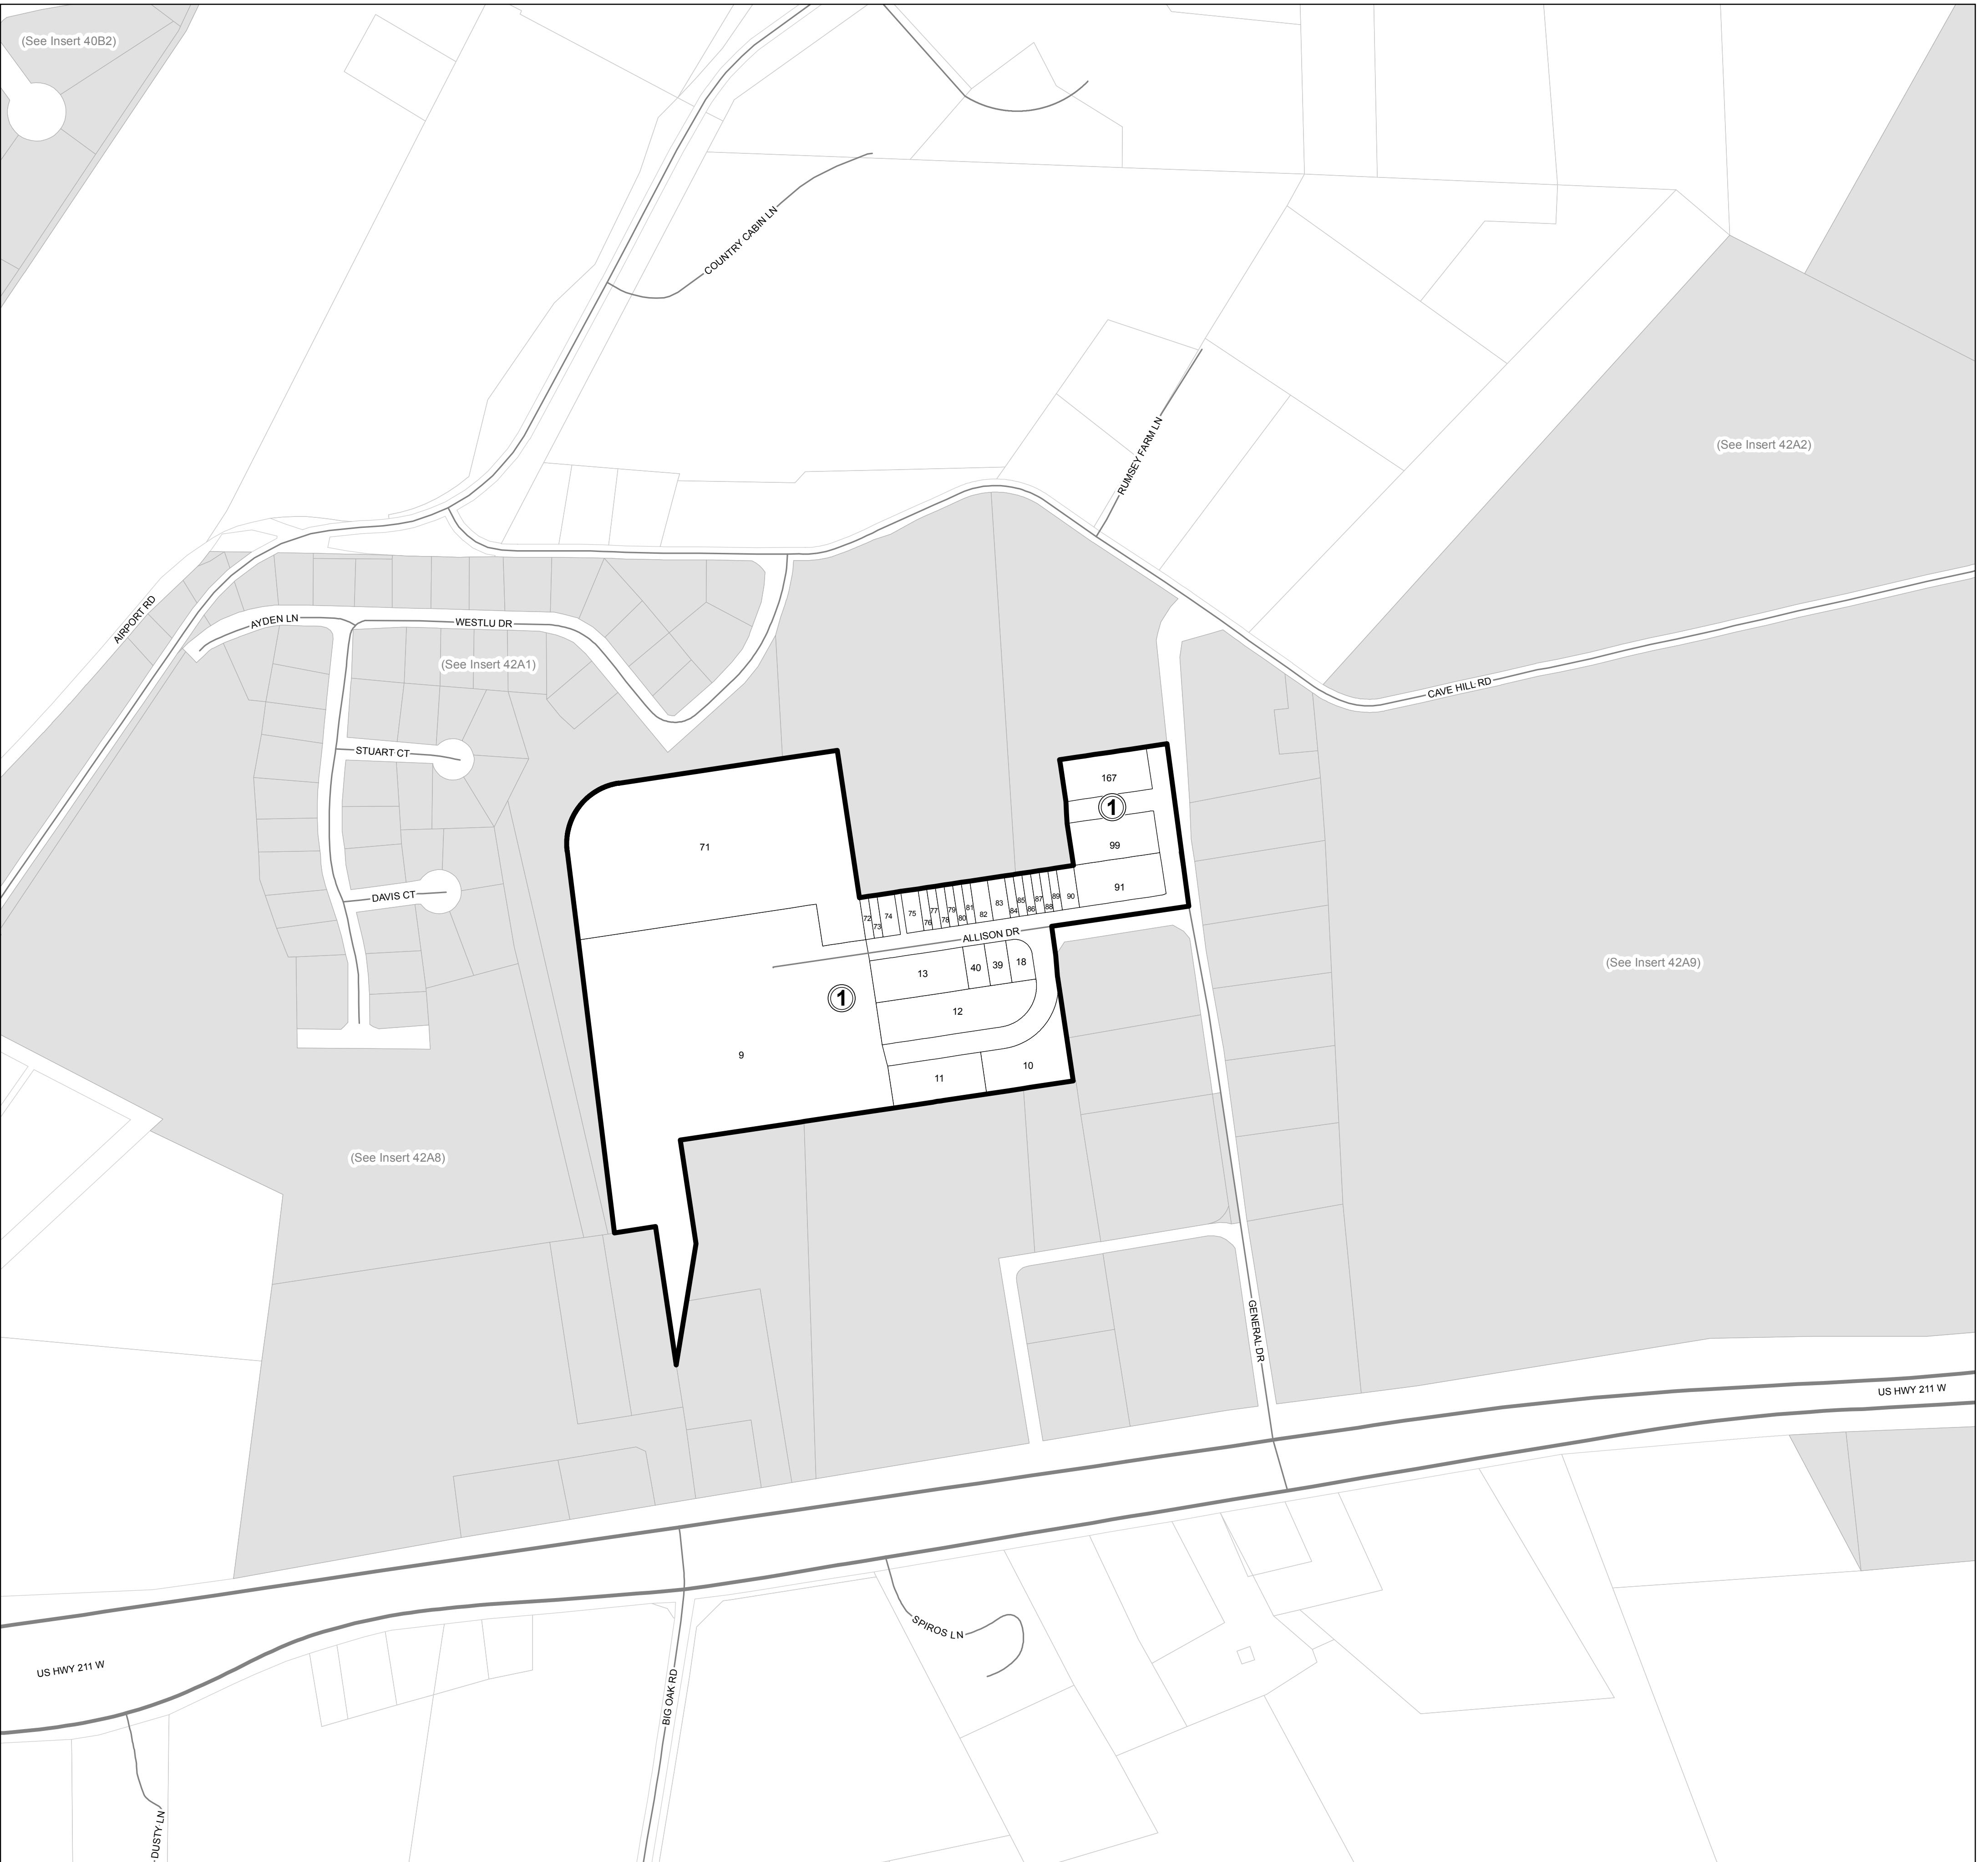 (See Insert 40B2)
COUNTRY CABIN LN
RUMSEY FARM LN
(See Insert 42A2)
AIRPORT RD
AYDEN LN
WESTLU DR
(See Insert 42A1)
CAVE HILL RD
STUART CT
167
1
71
99
DAVIS CT
91
72
73
74
75
76
77
78
79
80
81
82
83
84
85
86
87
88
89
90
ALLISON DR
13
40
39
18
(See Insert 42A9)
1
12
9
10
11
(See Insert 42A8)
GENERAL DR
US HWY 211 W
SPIROS LN
US HWY 211 W
BIG OAK RD
DUSTY LN